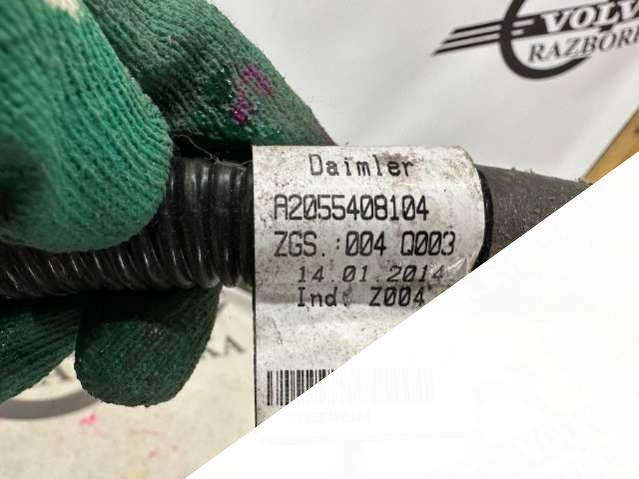 VOLV
RAZBORK
Daimler
A2055408104
ZGS.:004 Q003
14.01.2014
Ind: Z004